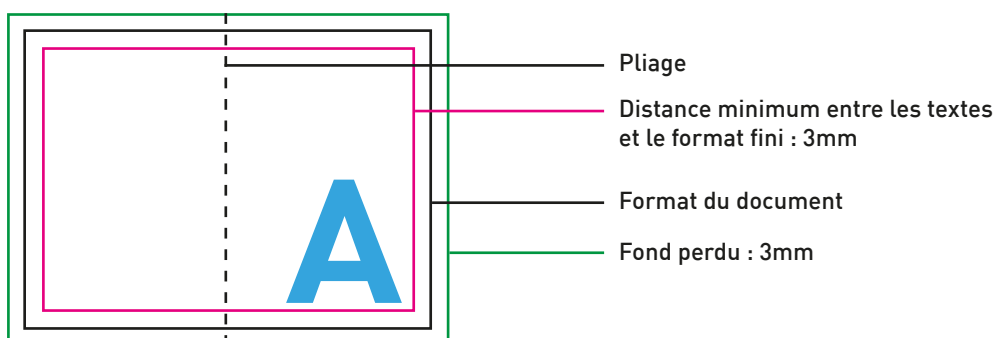 Pliage
Distance minimum entre les textes
et le format fini : 3mm
A
Format du document
Fond perdu : 3mm